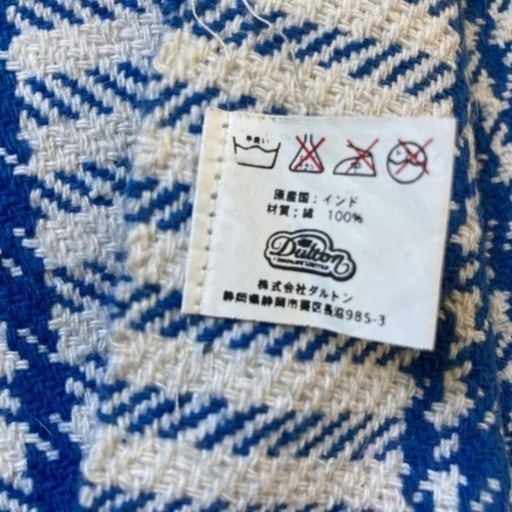 手洗い
原産国：インド
材質：綿 100%
Dulton
株式会社ダルトン
静岡県静岡市葵区長沼985-3